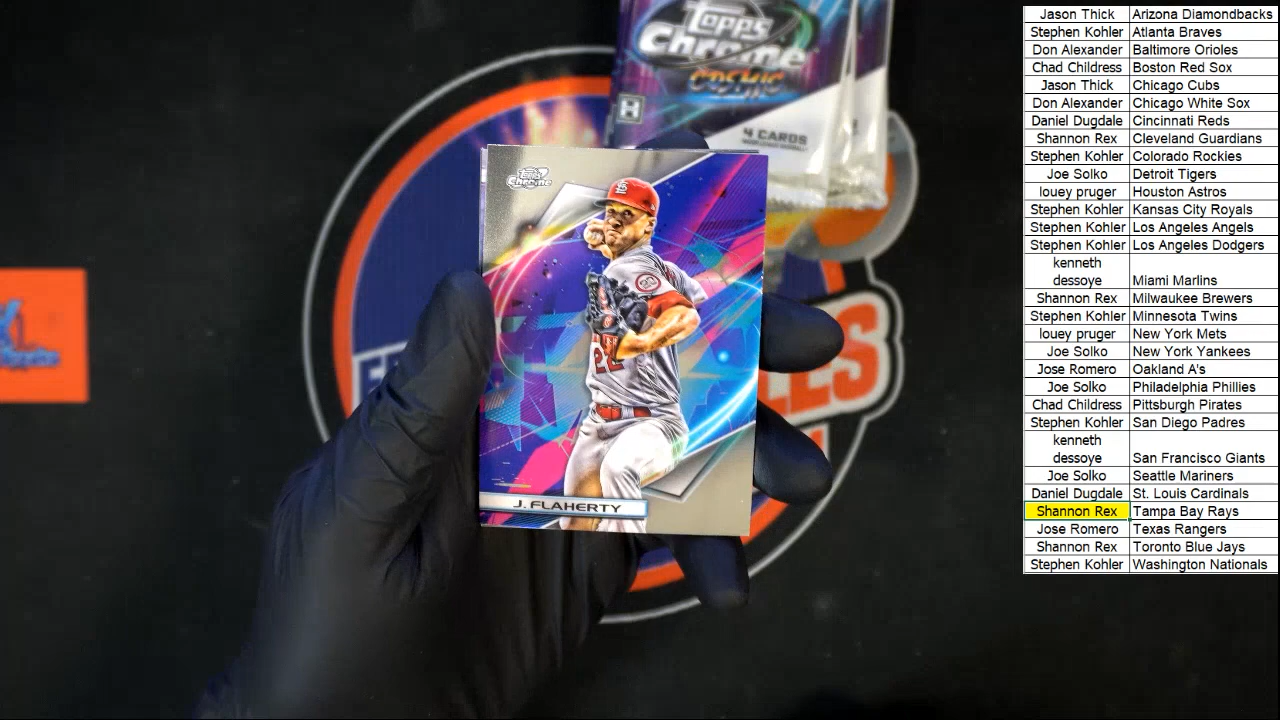 Topps
Chrome
COSMIC
H
4 CARDS
Topps
Chrome
STL
22
J. FLAHERTY
LES
Jason Thick Arizona Diamondbacks
Stephen Kohler Atlanta Braves
Don Alexander Baltimore Orioles
Chad Childress Boston Red Sox
Jason Thick Chicago Cubs
Don Alexander Chicago White Sox
Daniel Dugdale Cincinnati Reds
Shannon Rex Cleveland Guardians
Stephen Kohler Colorado Rockies
Joe Solko Detroit Tigers
louey pruger Houston Astros
Stephen Kohler Kansas City Royals
Stephen Kohler Los Angeles Angels
Stephen Kohler Los Angeles Dodgers
kenneth
dessoye Miami Marlins
Shannon Rex Milwaukee Brewers
Stephen Kohler Minnesota Twins
louey pruger New York Mets
Joe Solko New York Yankees
Jose Romero Oakland A's
Joe Solko Philadelphia Phillies
Chad Childress Pittsburgh Pirates
Stephen Kohler San Diego Padres
kenneth
dessoye San Francisco Giants
Joe Solko Seattle Mariners
Daniel Dugdale St. Louis Cardinals
Shannon Rex Tampa Bay Rays
Jose Romero Texas Rangers
Shannon Rex Toronto Blue Jays
Stephen Kohler Washington Nationals